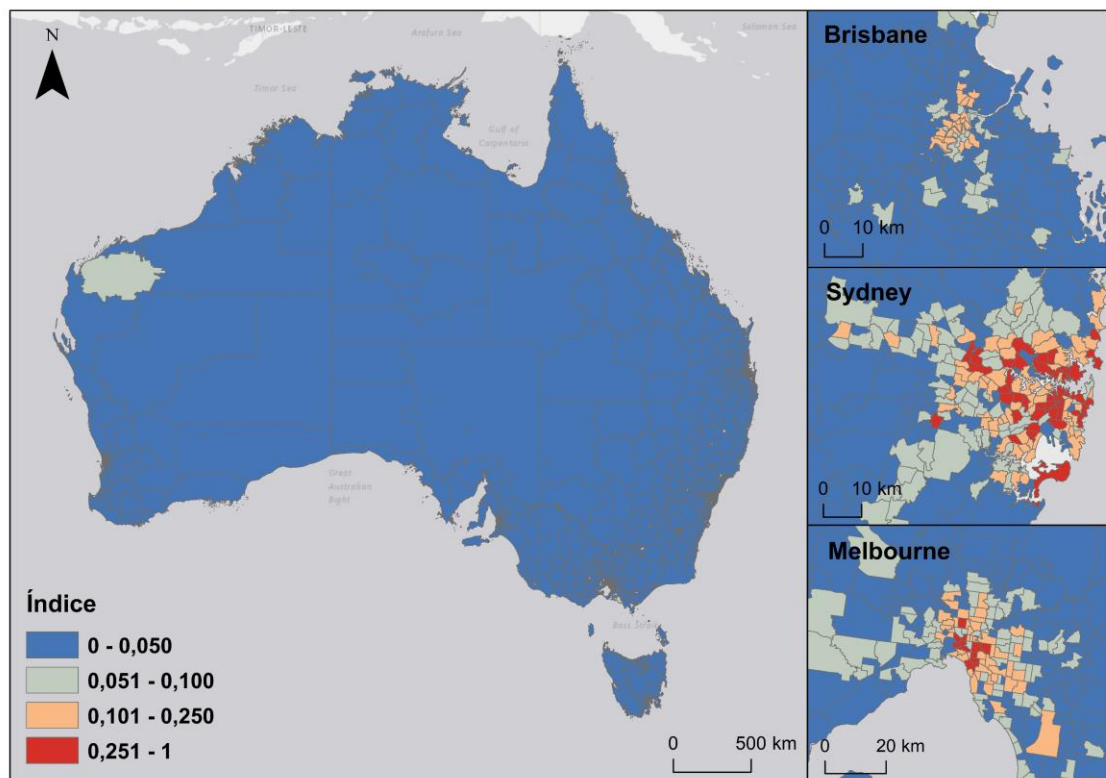 N
TIMOR-LESTE
Arafura Sea
Solomon Sea
Timor Sea
Gulf of
Carpentaria
Great
Australian
Bight
Bass Strait
Índice
0 - 0,050
0,051 - 0,100
0,101 - 0,250
0,251 - 1
0 500 km
Brisbane
0 10 km
Sydney
0 10 km
Melbourne
0 20 km